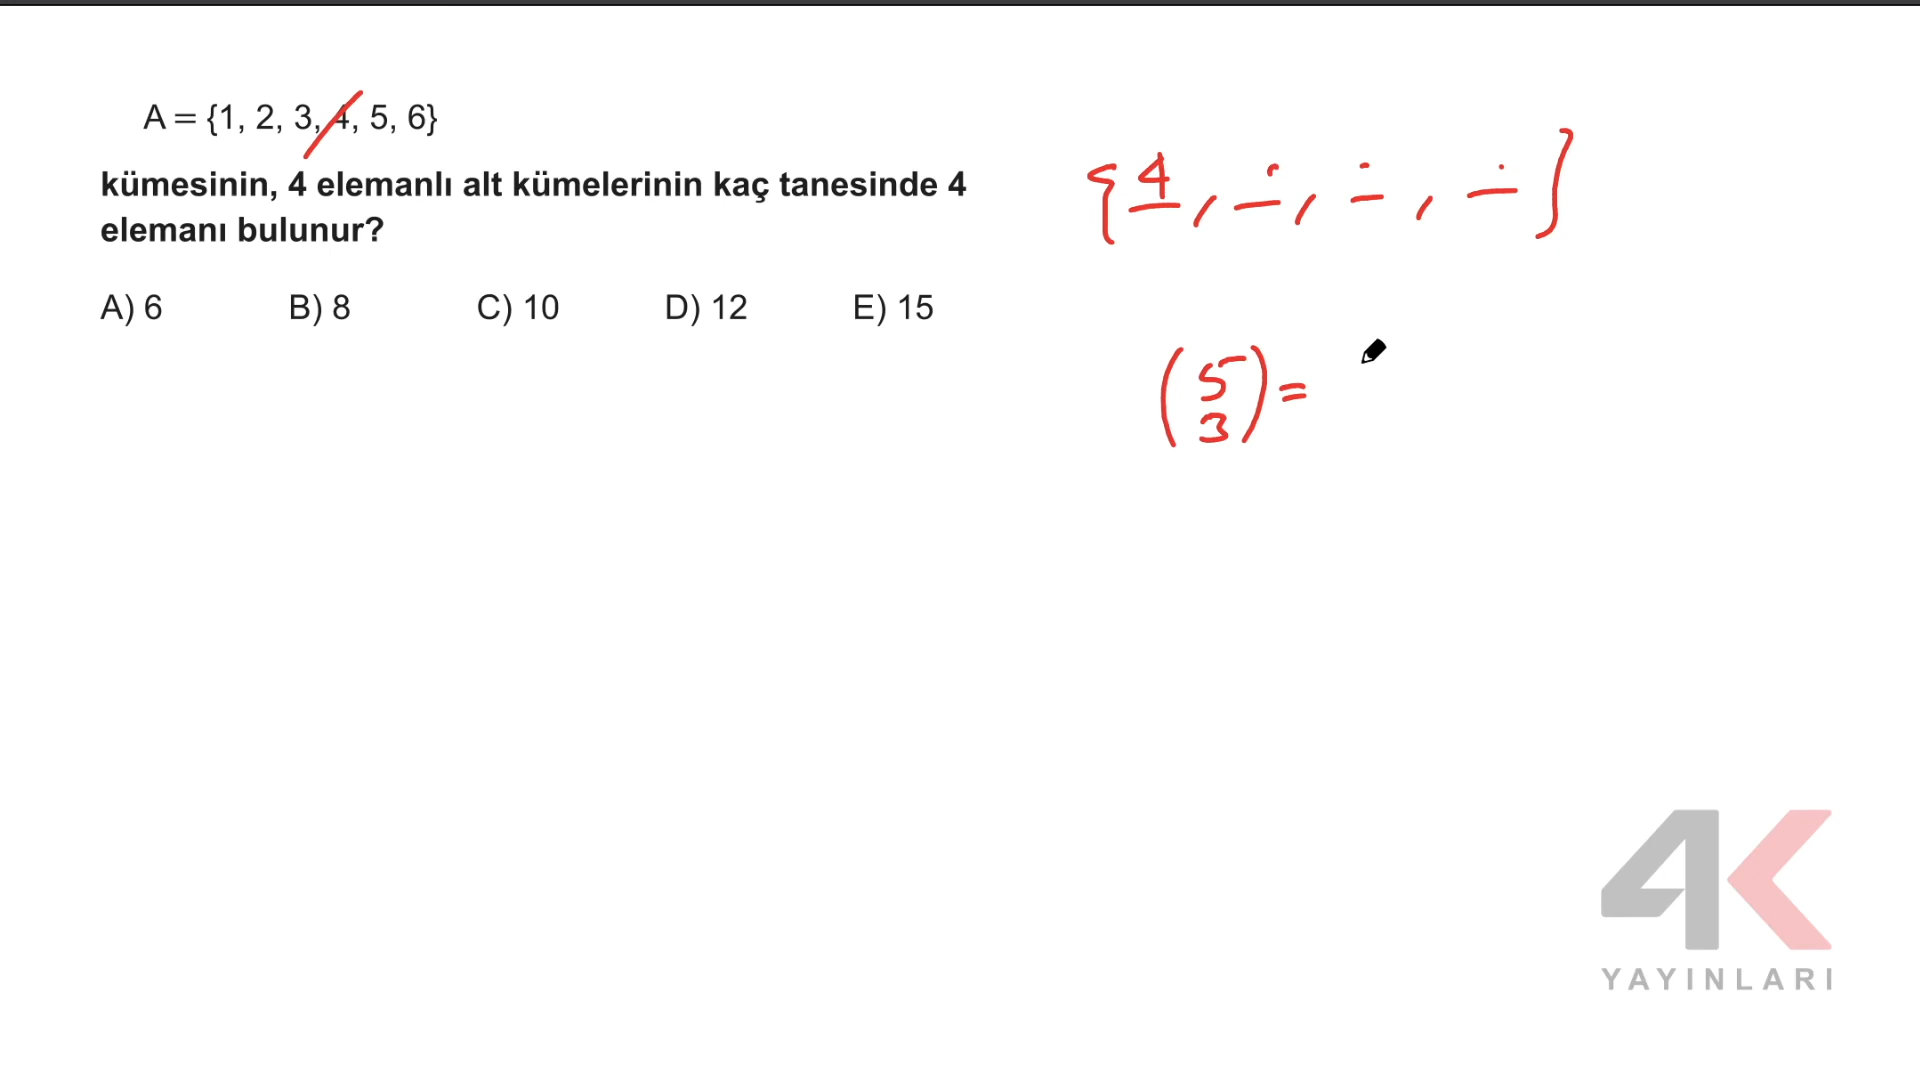 A = {1, 2, 3, 4, 5, 6}
kümesinin, 4 elemanlı alt kümelerinin kaç tanesinde 4
elemanı bulunur?
A) 6 B) 8 C) 10 D) 12 E) 15
{4, _, _, _}
(5
3) =
4K
YAYINLARI